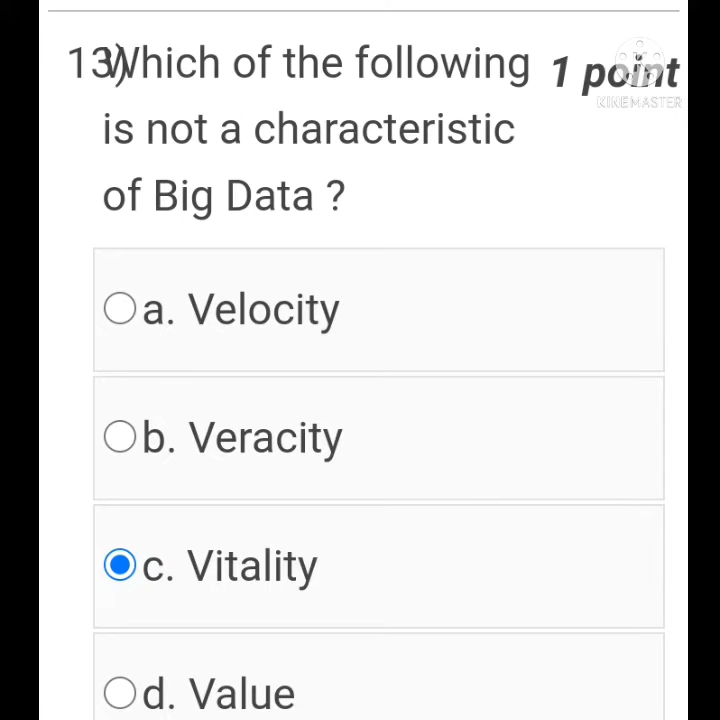 13) Which of the following 1 point
KINEMASTER
is not a characteristic
of Big Data ?
a. Velocity
b. Veracity
c. Vitality
d. Value